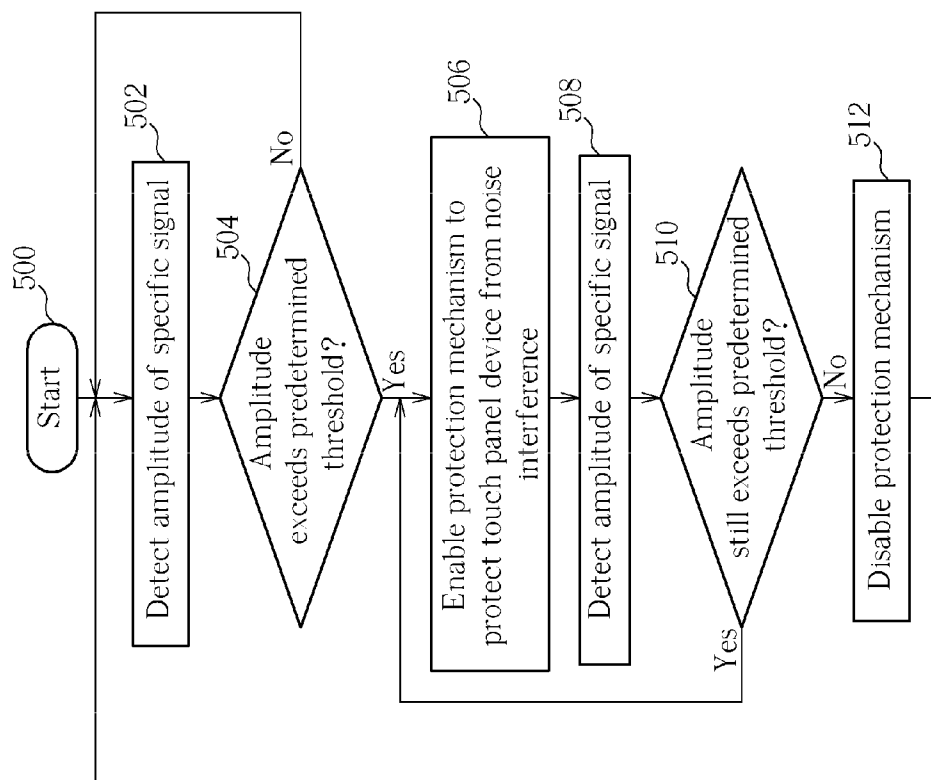 Start
500
Detect amplitude of specific signal
502
Amplitude
exceeds predetermined
threshold?
504
No
Yes
Enable protection mechanism to
protect touch panel device from noise
interference
506
Detect amplitude of specific signal
508
Amplitude
still exceeds predetermined
threshold?
510
Yes
No
Disable protection mechanism
512